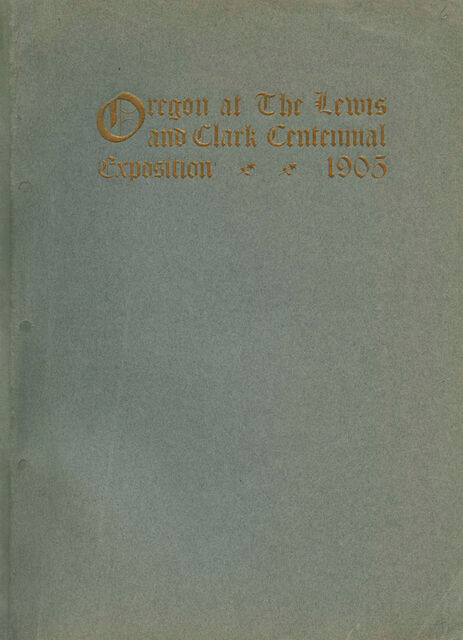 Oregon at The Lewis
and Clark Centennial
Exposition 1905